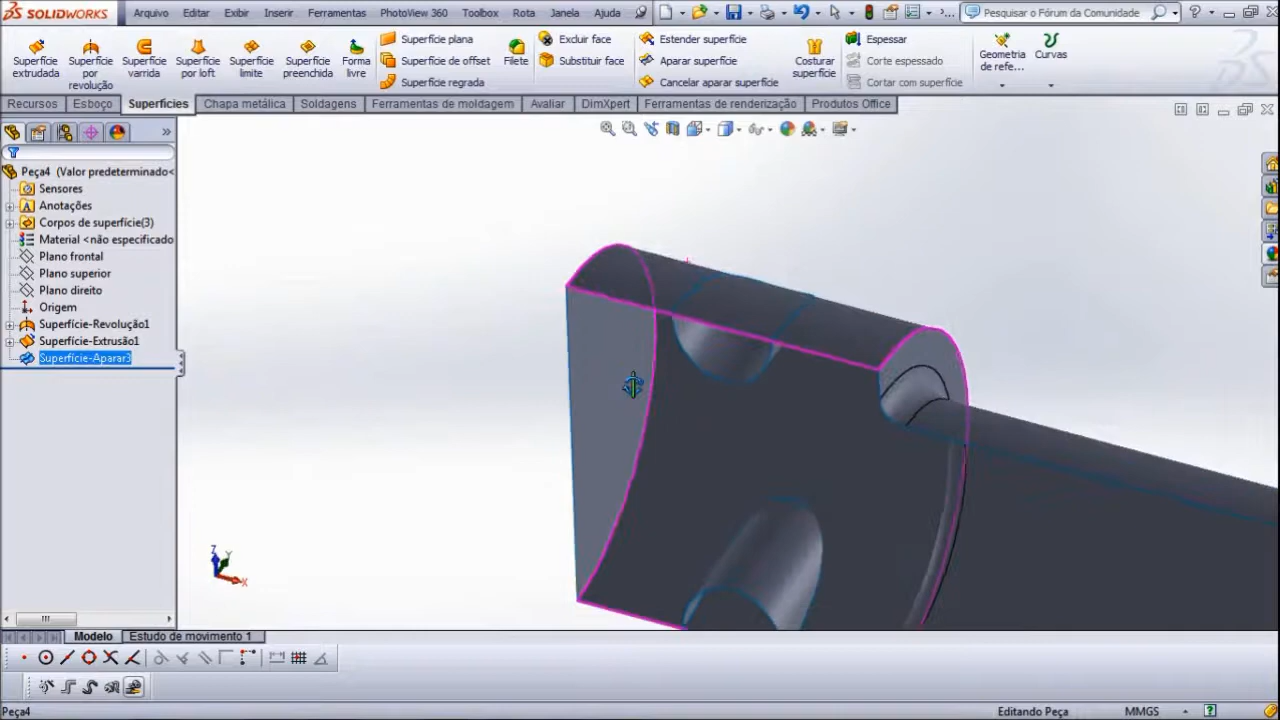 SOLIDWORKS Arquivo Editar Exibir Inserir Ferramentas PhotoView 360 Toolbox Rota Janela Ajuda Pesquisar o Fórum da Comunidade
Superfície extrudada
Superfície por revolução
Superfície varrida
Superfície por loft
Superfície limite
Superfície preenchida
Forma livre
Superfície plana
Superfície de offset
Superfície regrada
Filete
Excluir face
Substituir face
Estender superfície
Aparar superfície
Cancelar aparar superfície
Costurar superfície
Espessar
Corte espessado
Cortar com superfície
Geometria de refe...
Curvas
Recursos Esboço Superfícies Chapa metálica Soldagens Ferramentas de moldagem Avaliar DimXpert Ferramentas de renderização Produtos Office
Peça4 (Valor predeterminado<
Sensores
Anotações
Corpos de superfície(3)
Material <não especificado
Plano frontal
Plano superior
Plano direito
Origem
Superfície-Revolução1
Superfície-Extrusão1
Superfície-Aparar3
Z
Y
X
Modelo Estudo de movimento 1
Peça4 Editando Peça MMGS